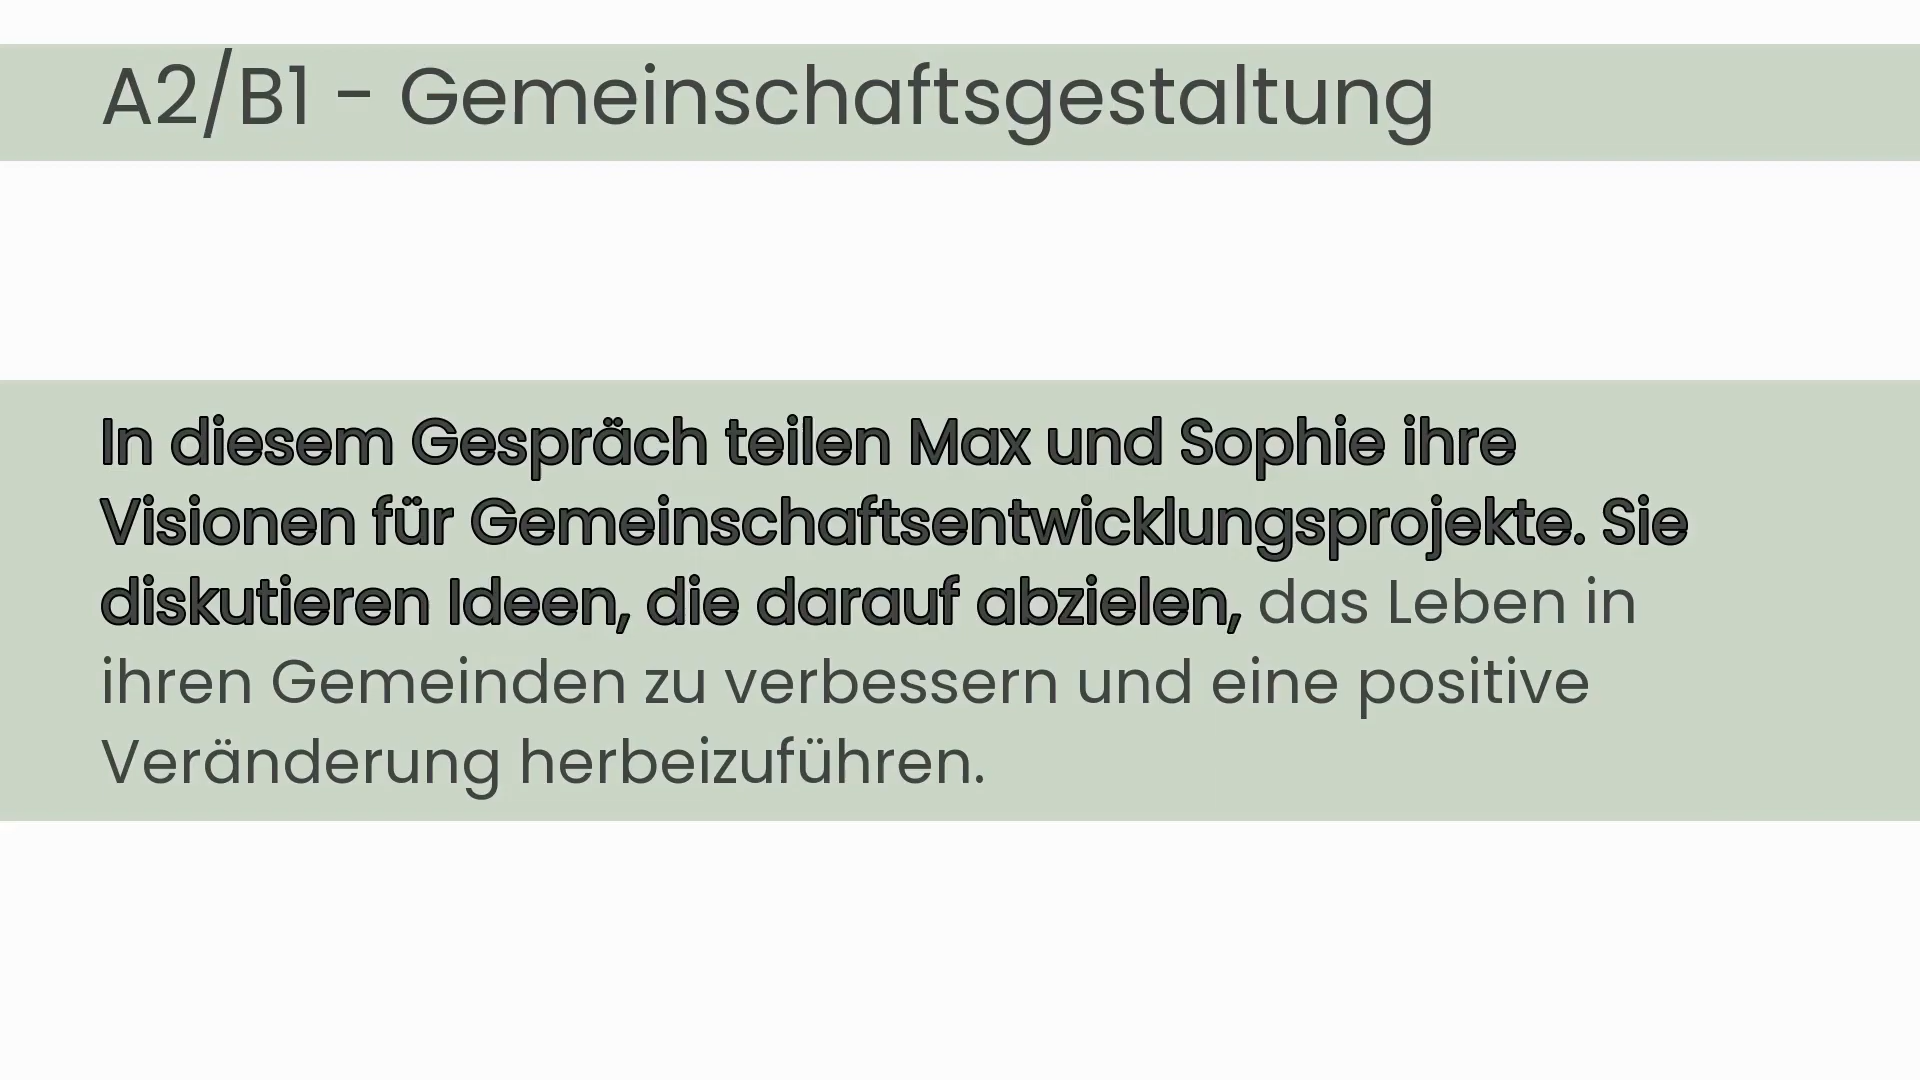 A2/B1 - Gemeinschaftsgestaltung
In diesem Gespräch teilen Max und Sophie ihre
Visionen für Gemeinschaftsentwicklungsprojekte. Sie
diskutieren Ideen, die darauf abzielen, das Leben in
ihren Gemeinden zu verbessern und eine positive
Veränderung herbeizuführen.